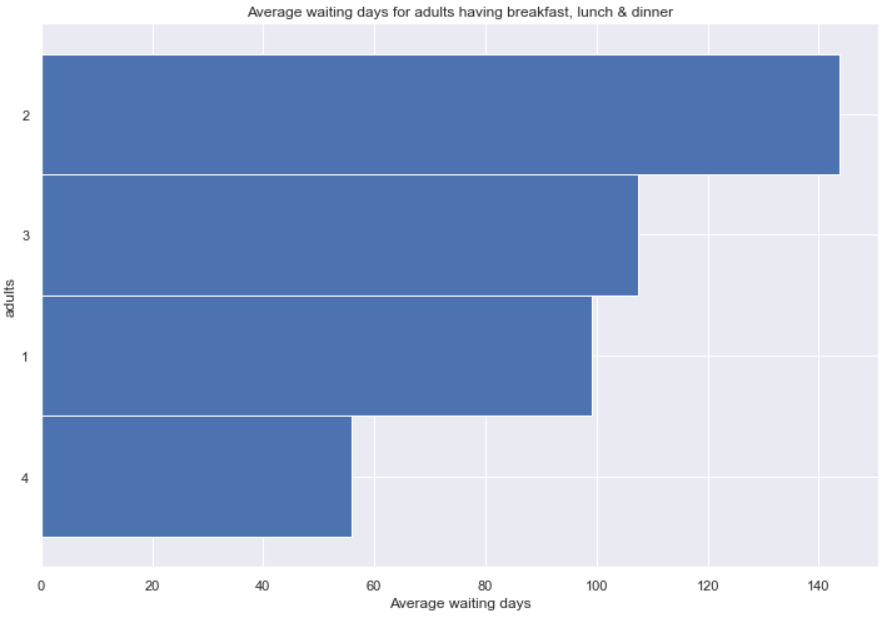 Average waiting days for adults having breakfast, lunch & dinner
adults
2
3
1
4
0 20 40 60 80 100 120 140
Average waiting days